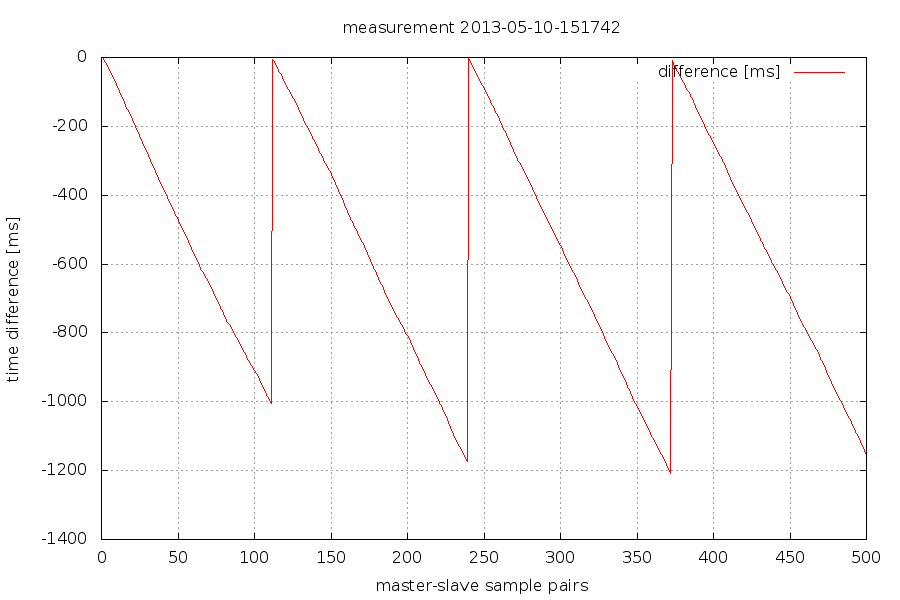 measurement 2013-05-10-151742
difference [ms]
time difference [ms]
0
-200
-400
-600
-800
-1000
-1200
-1400
0 50 100 150 200 250 300 350 400 450 500
master-slave sample pairs